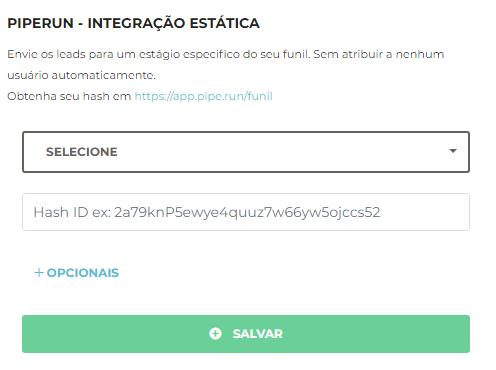 PIPERUN - INTEGRAÇÃO ESTÁTICA
Envie os leads para um estágio especifico do seu funil. Sem atribuir a nenhum
usuário automaticamente.
Obtenha seu hash em https://app.pipe.run/funil
SELECIONE
Hash ID ex: 2a79knP5ewye4quuz7w66yw5ojccs52
+ OPCIONAIS
SALVAR